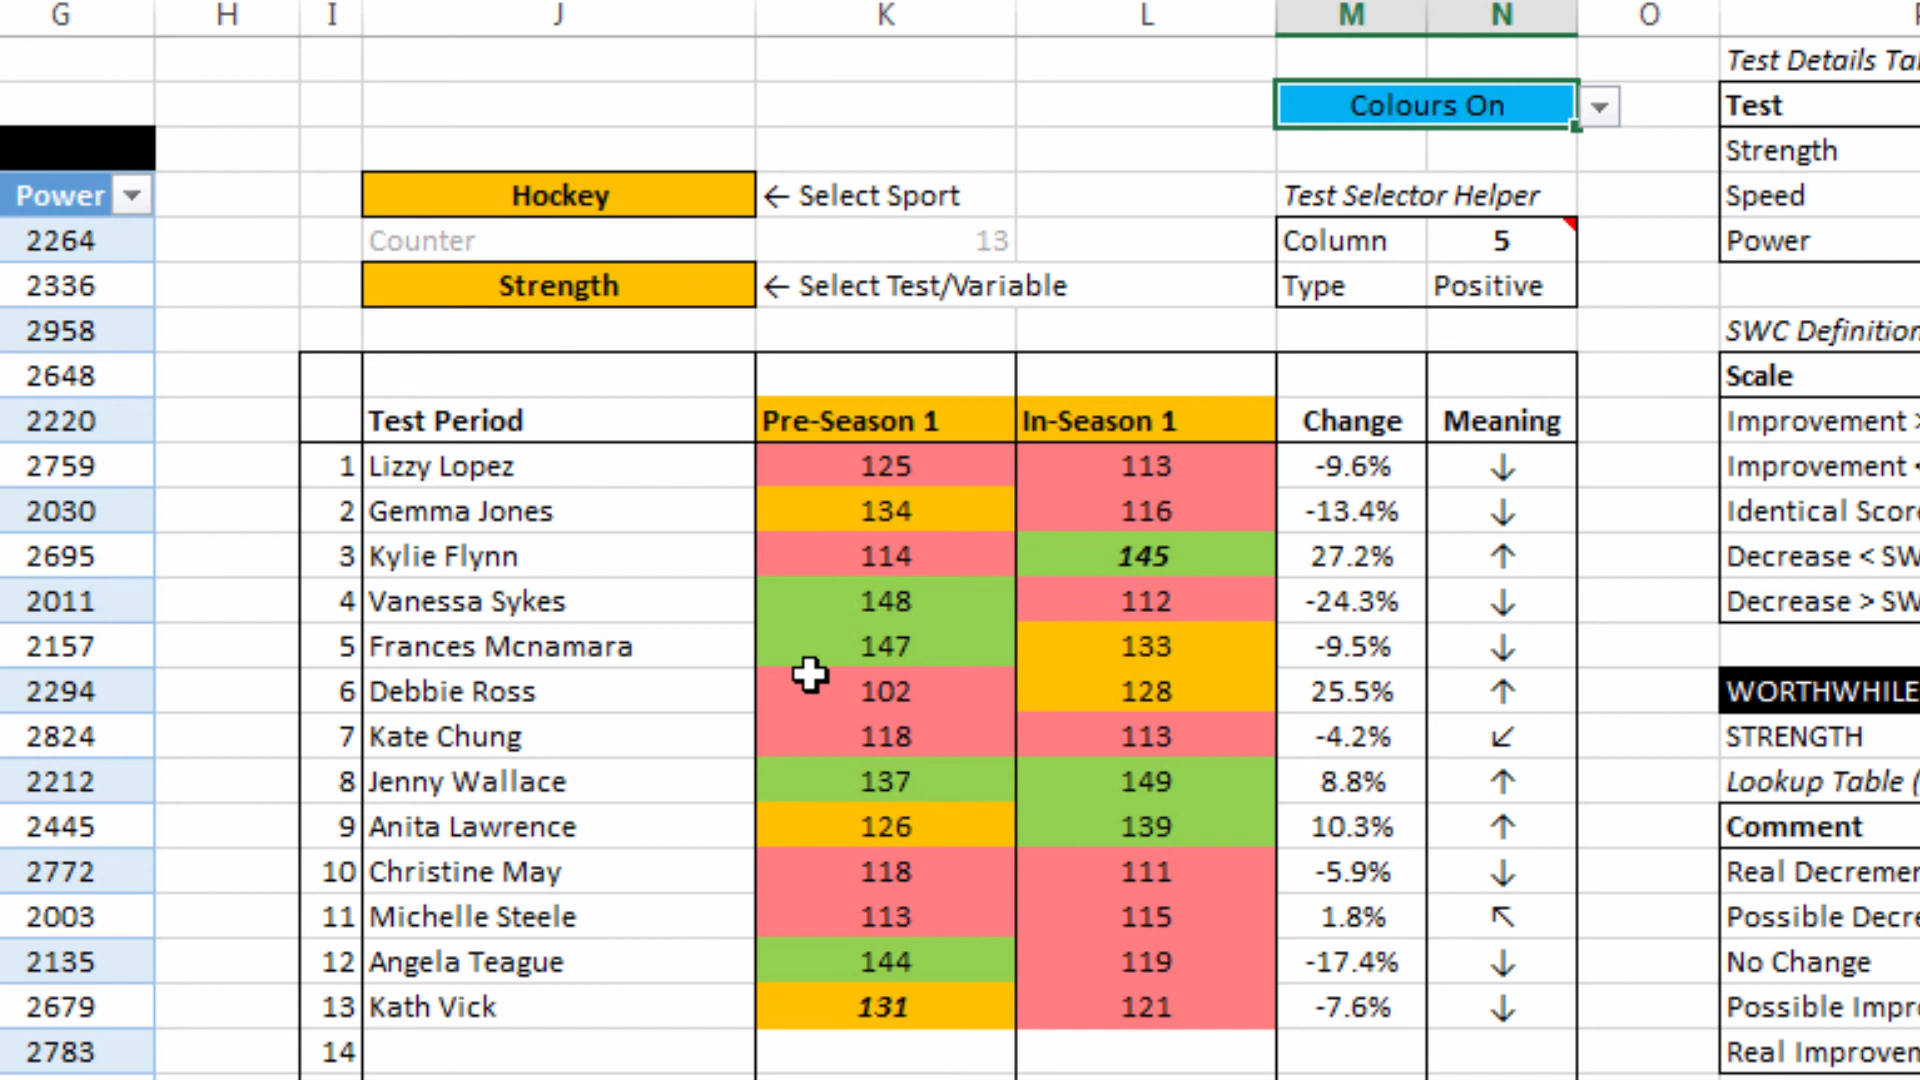 G H I J K L M N O
Test Details
Colours On Test
Strength
Power Hockey ← Select Sport Test Selector Helper Speed
2264 Counter 13 Column 5 Power
2336 Strength ← Select Test/Variable Type Positive
2958 SWC Definition
2648 Scale
2220 Test Period Pre-Season 1 In-Season 1 Change Meaning Improvement >
2759 1 Lizzy Lopez 125 113 -9.6% ↓ Improvement <
2030 2 Gemma Jones 134 116 -13.4% ↓ Identical Score
2695 3 Kylie Flynn 114 145 27.2% ↑ Decrease < SW
2011 4 Vanessa Sykes 148 112 -24.3% ↓ Decrease > SW
2157 5 Frances Mcnamara 147 133 -9.5% ↓
2294 6 Debbie Ross 102 128 25.5% ↑ WORTHWHILE
2824 7 Kate Chung 118 113 -4.2% ↙ STRENGTH
2212 8 Jenny Wallace 137 149 8.8% ↑ Lookup Table (
2445 9 Anita Lawrence 126 139 10.3% ↑ Comment
2772 10 Christine May 118 111 -5.9% ↓ Real Decremen
2003 11 Michelle Steele 113 115 1.8% ↖ Possible Decre
2135 12 Angela Teague 144 119 -17.4% ↓ No Change
2679 13 Kath Vick 131 121 -7.6% ↓ Possible Impro
2783 14 Real Improvem